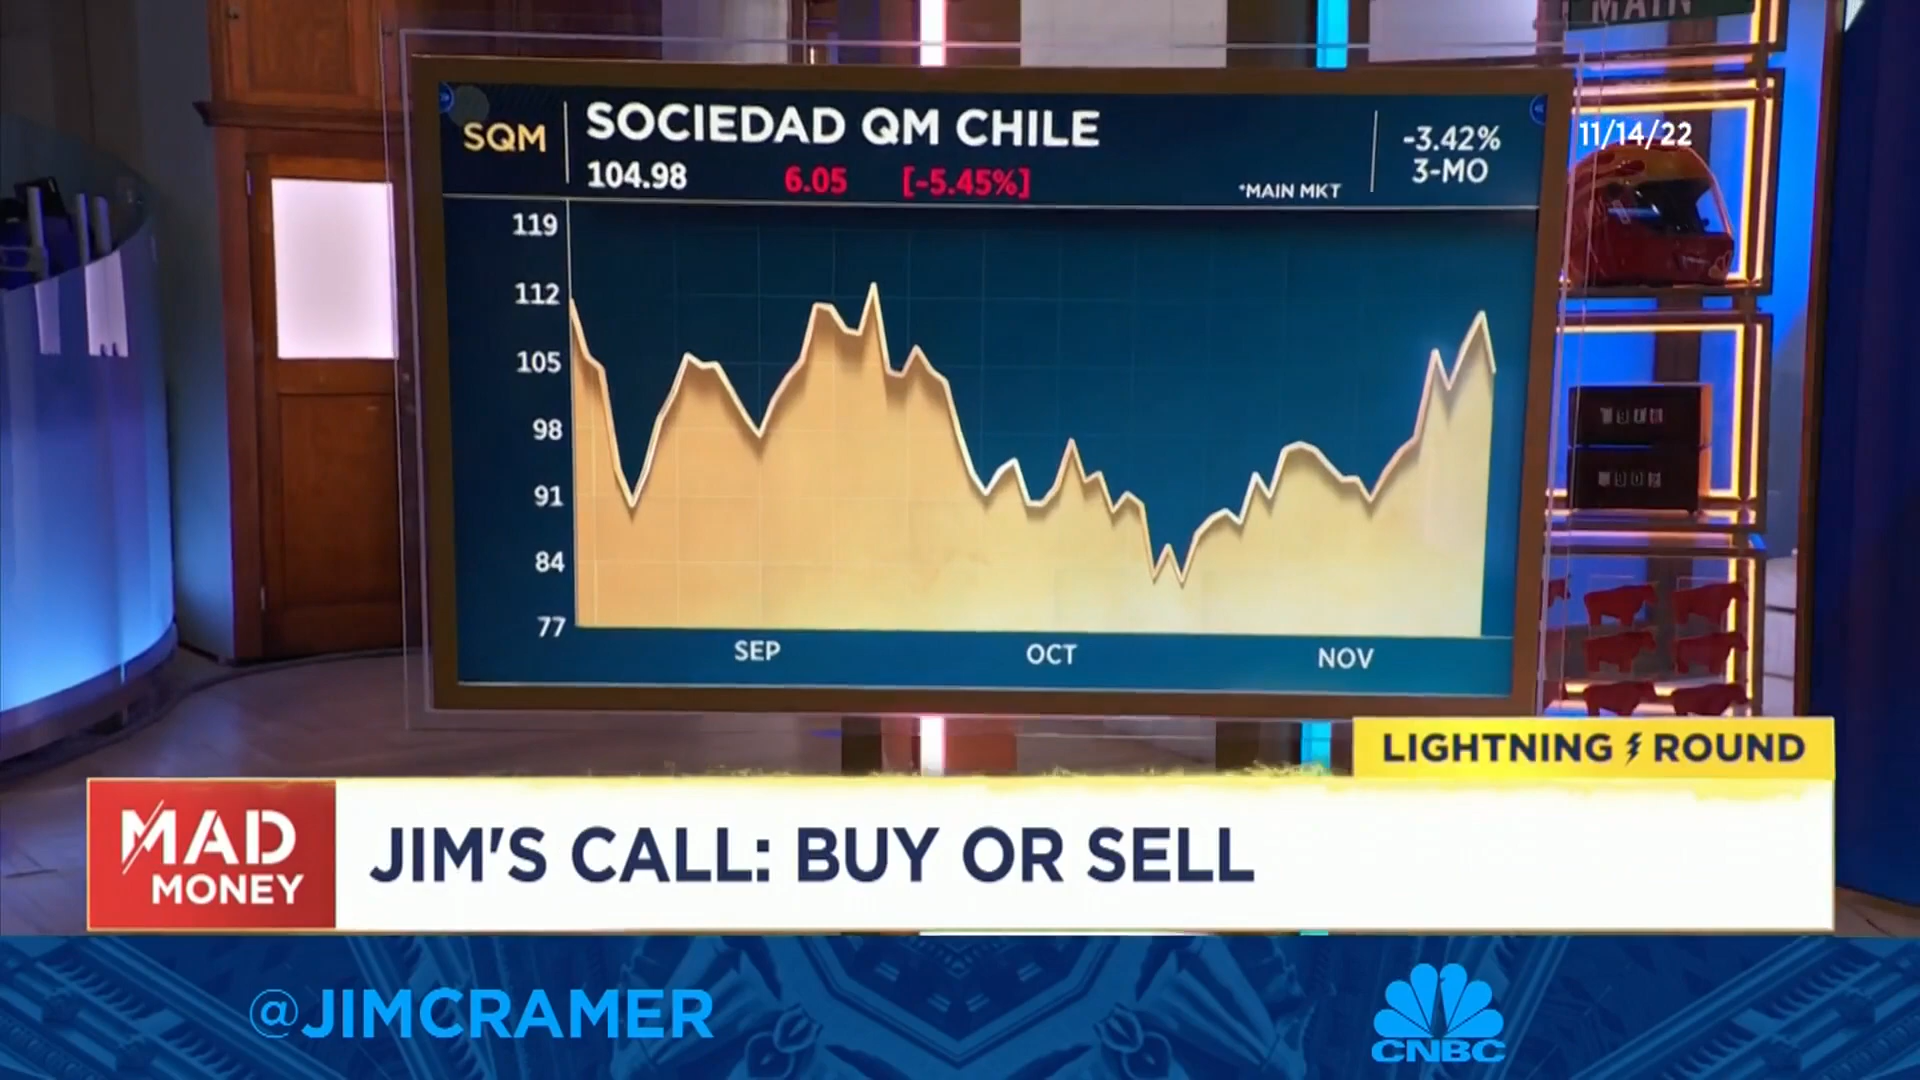 MAIN
SQM
SOCIEDAD QM CHILE
104.98 6.05 [-5.45%]
*MAIN MKT
-3.42%
3-MO
11/14/22
119
112
105
98
91
84
77
SEP OCT NOV
LIGHTNING ROUND
MAD
MONEY
JIM'S CALL: BUY OR SELL
@JIMCRAMER
CNBC